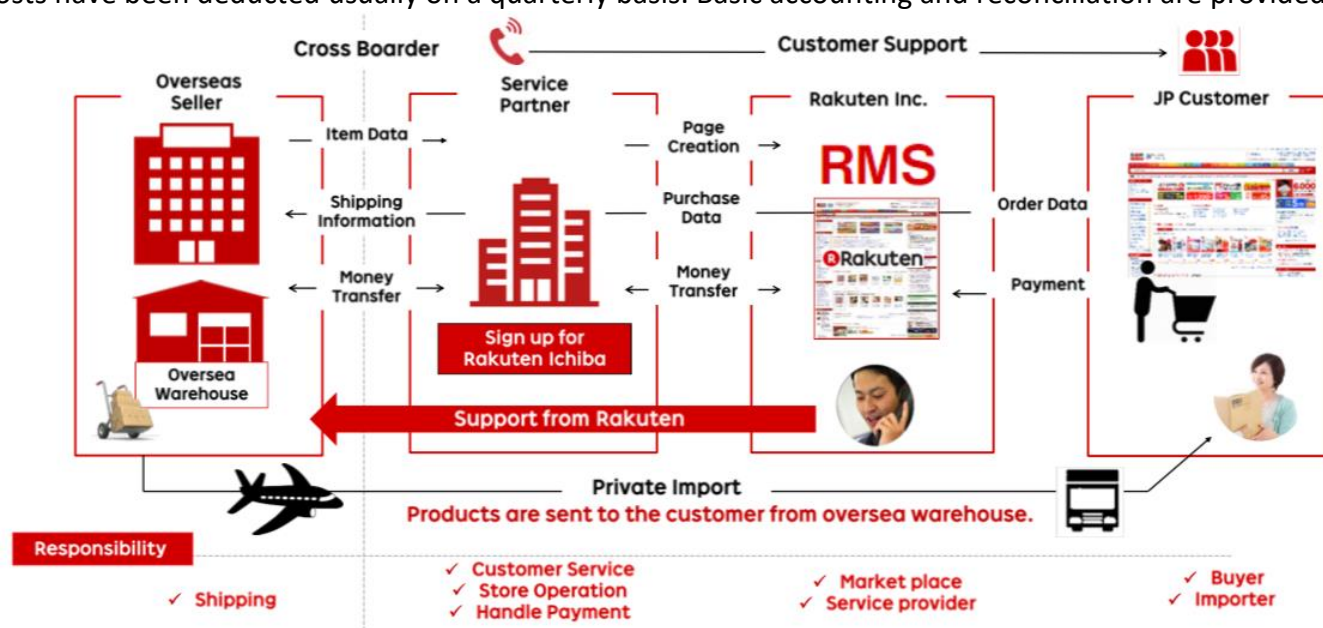 osts have been deducted usually on a quarterly basis. Basic accounting and reconciliation are provided
Cross Boarder
Customer Support
Overseas
Seller
Service
Partner
Rakuten Inc.
JP Customer
Item Data
Page
Creation
RMS
Shipping
Information
Purchase
Data
Order Data
Rakuten
Money
Transfer
Money
Transfer
Payment
Sign up for
Rakuten Ichiba
Oversea
Warehouse
Support from Rakuten
Private Import
Products are sent to the customer from oversea warehouse.
Responsibility
✓ Shipping
✓ Customer Service
✓ Store Operation
✓ Handle Payment
✓ Market place
✓ Service provider
✓ Buyer
✓ Importer